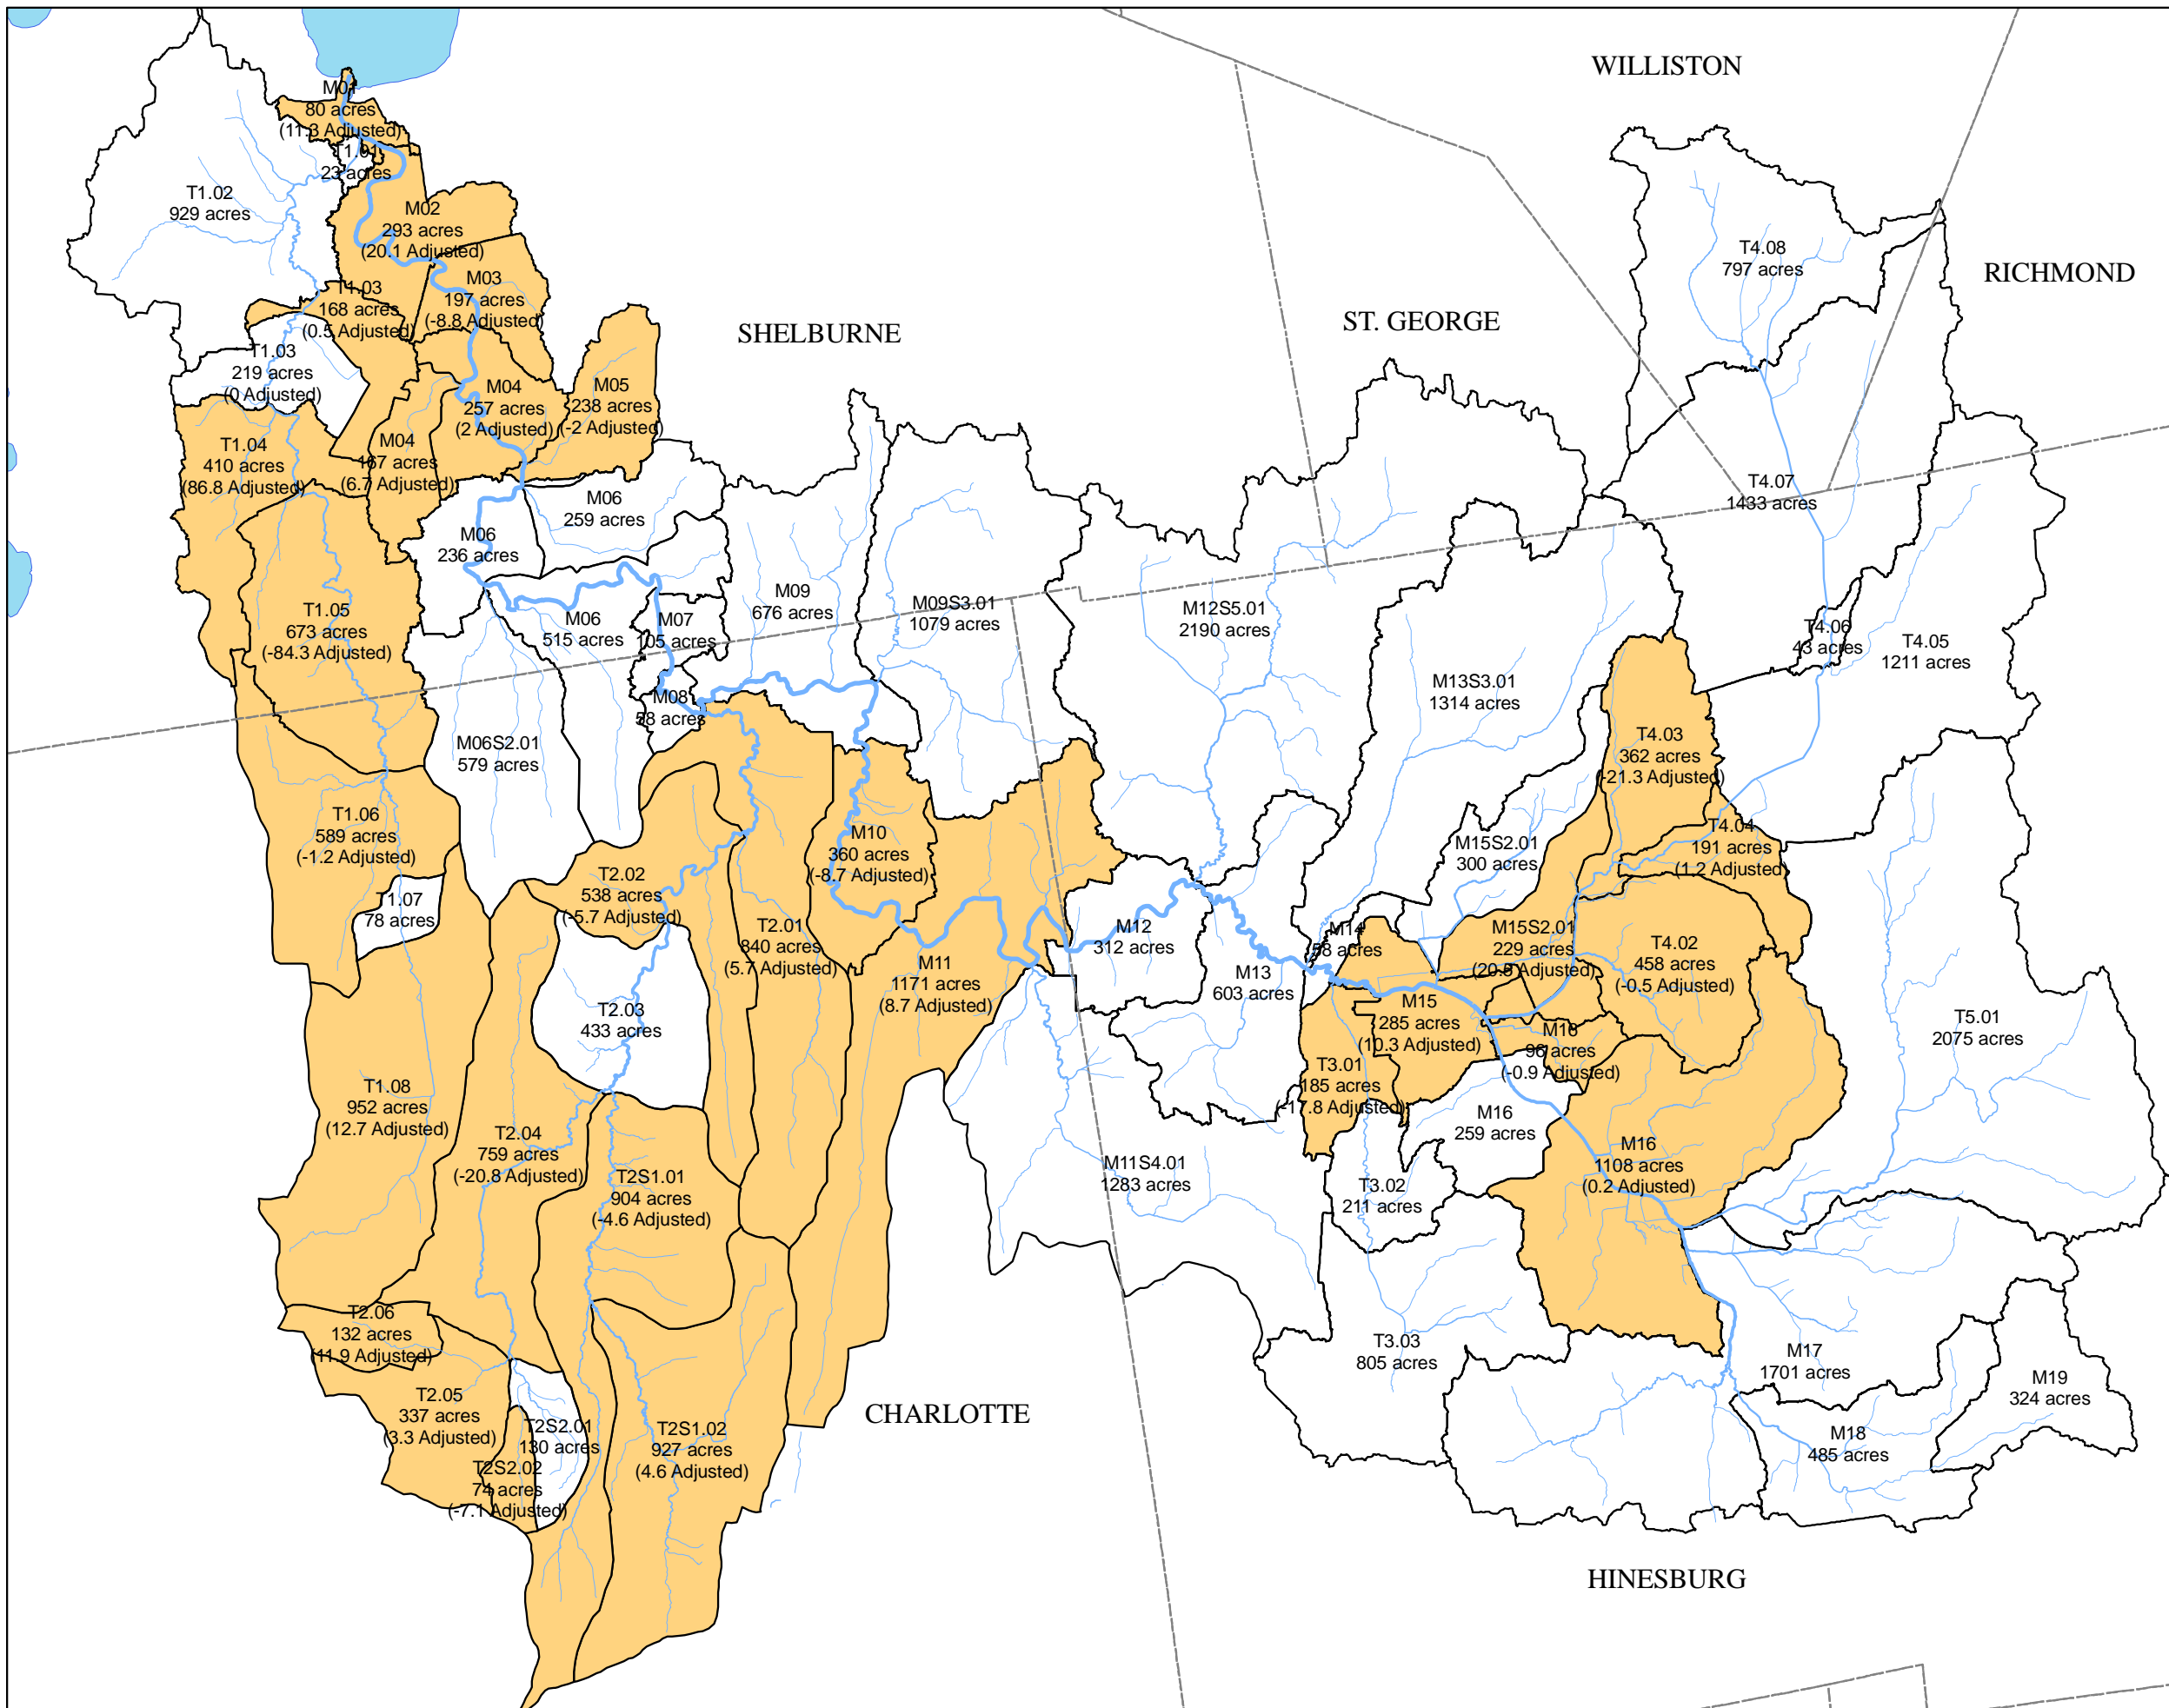 WILLISTON
RICHMOND
ST. GEORGE
SHELBURNE
CHARLOTTE
HINESBURG
M01
80 acres
(11.3 Adjusted)
T1.01
23 acres
T1.02
929 acres
M02
293 acres
(20.1 Adjusted)
M03
197 acres
(-8.8 Adjusted)
T1.03
168 acres
(0.5 Adjusted)
T1.03
219 acres
(0 Adjusted)
M04
257 acres
(2 Adjusted)
M05
238 acres
(-2 Adjusted)
M04
167 acres
(6.7 Adjusted)
T1.04
410 acres
(86.8 Adjusted)
M06
259 acres
M06
236 acres
T1.05
673 acres
(-84.3 Adjusted)
M06
515 acres
M07
105 acres
M09
676 acres
M09S3.01
1079 acres
M08
58 acres
M06S2.01
579 acres
T1.06
589 acres
(-1.2 Adjusted)
T1.07
78 acres
T2.02
538 acres
(-5.7 Adjusted)
M10
360 acres
(-8.7 Adjusted)
T2.01
840 acres
(5.7 Adjusted)
M11
1171 acres
(8.7 Adjusted)
T2.03
433 acres
T1.08
952 acres
(12.7 Adjusted)
T2.04
759 acres
(-20.8 Adjusted)
T2S1.01
904 acres
(-4.6 Adjusted)
T2.06
132 acres
(11.9 Adjusted)
T2.05
337 acres
(3.3 Adjusted)
T2S2.01
130 acres
T2S2.02
74 acres
(-7.1 Adjusted)
T2S1.02
927 acres
(4.6 Adjusted)
M11S4.01
1283 acres
M12
312 acres
M12S5.01
2190 acres
M13
603 acres
M13S3.01
1314 acres
M14
58 acres
M15S2.01
300 acres
M15S2.01
229 acres
(20.8 Adjusted)
M15
285 acres
(10.3 Adjusted)
M16
96 acres
(-0.9 Adjusted)
M16
259 acres
M16
1108 acres
(0.2 Adjusted)
T3.01
185 acres
(-17.8 Adjusted)
T3.02
211 acres
T3.03
805 acres
T4.08
797 acres
T4.07
1433 acres
T4.06
43 acres
T4.05
1211 acres
T4.03
362 acres
(-21.3 Adjusted)
T4.04
191 acres
(1.2 Adjusted)
T4.02
458 acres
(-0.5 Adjusted)
T5.01
2075 acres
M17
1701 acres
M18
485 acres
M19
324 acres